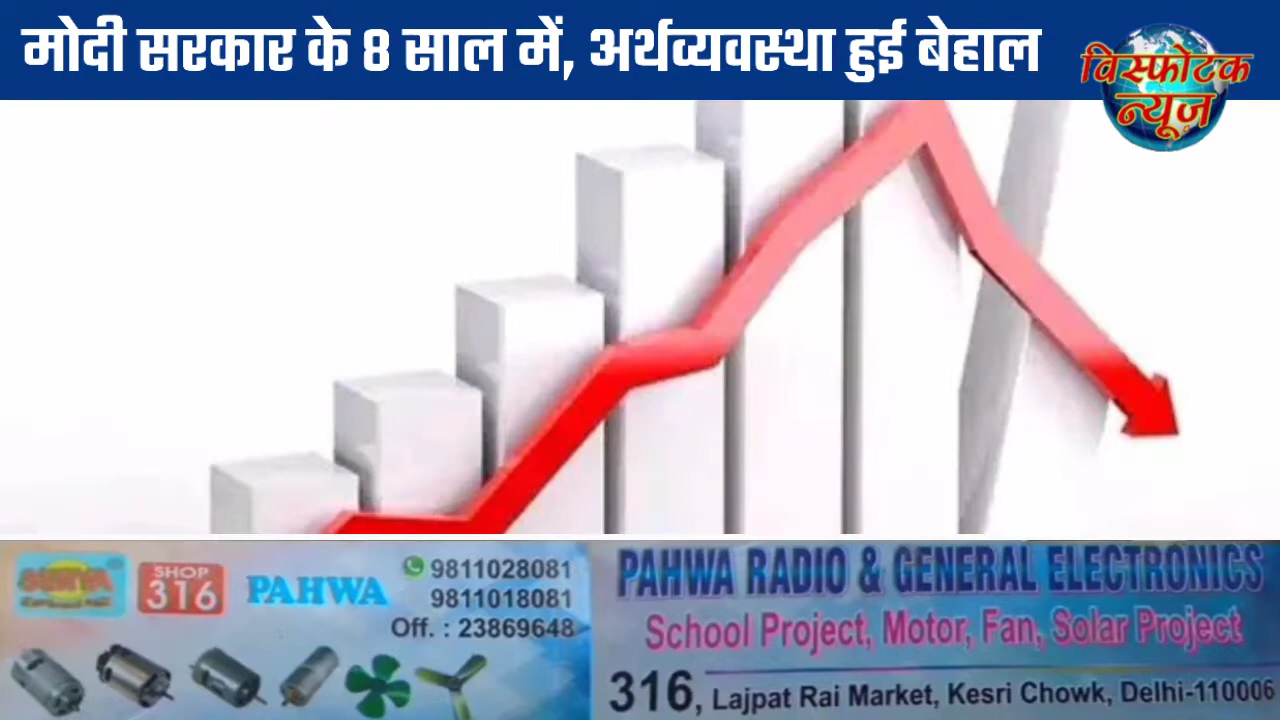 मोदी सरकार के 8 साल में, अर्थव्यवस्था हुई बेहाल
विस्फोटक
न्यूज़
SURYA
SHOP
316
PAHWA
9811028081
9811018081
Off. : 23869648
PAHWA RADIO & GENERAL ELECTRONICS
School Project, Motor, Fan, Solar Project
316, Lajpat Rai Market, Kesri Chowk, Delhi-110006